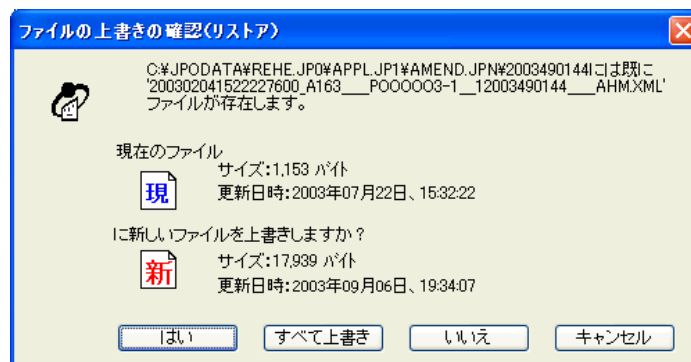 ファイルの上書きの確認(リストア)
C:¥JPODATA¥REHE.JP0¥APPL.JP1¥AMEND.JPN¥2003490144には既に
'200302041522227600_A163___POOOOO3-1__12003490144___AHM.XML'
ファイルが存在します。
現在のファイル
サイズ:1,153 バイト
現
更新日時:2003年07月22日、15:32:22
に新しいファイルを上書きしますか？
サイズ:17,939 バイト
新
更新日時:2003年09月06日、19:34:07
はい
すべて上書き
いいえ
キャンセル